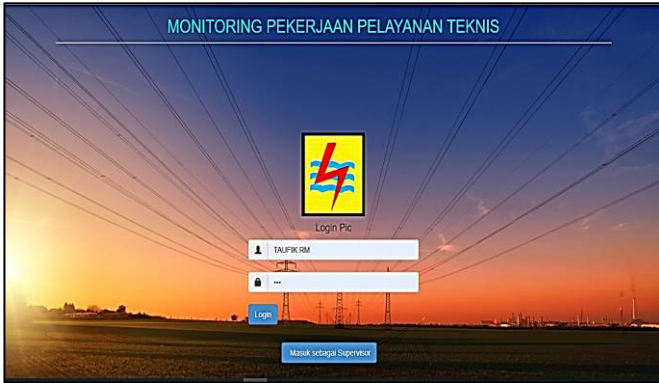 MONITORING PEKERJAAN PELAYANAN TEKNIS
Login Pic
TAUFIK RM
•••
Login
Masuk sebagai Supervisor